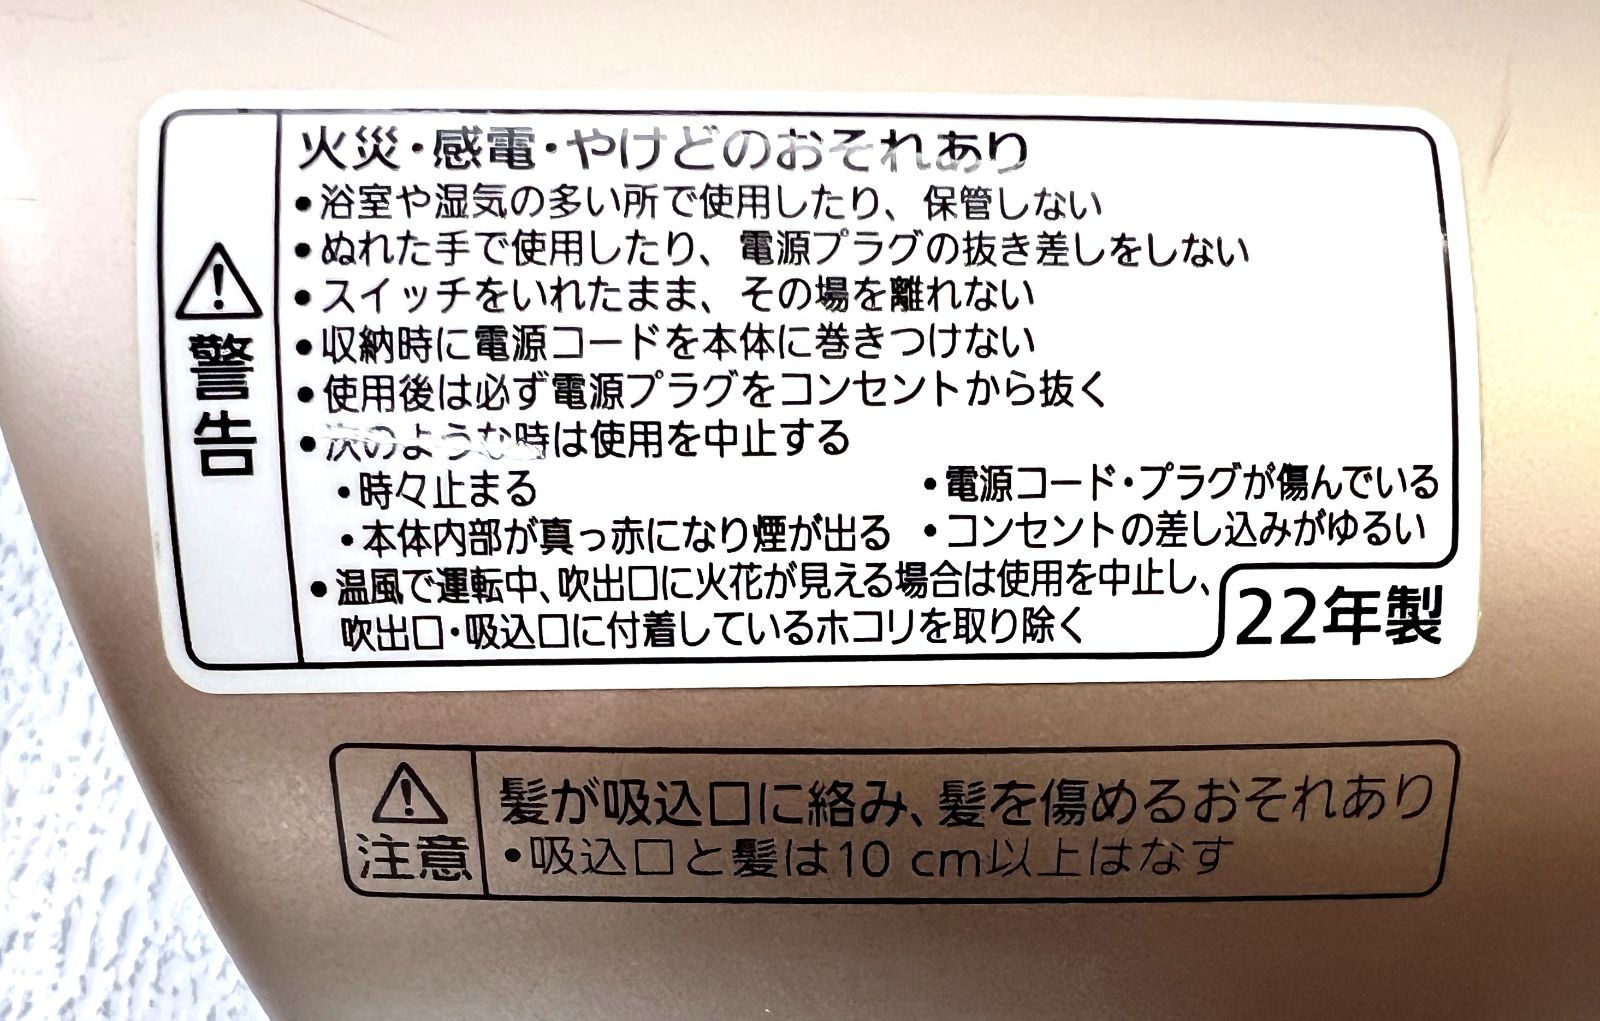 警告
火災・感電・やけどのおそれあり
•浴室や湿気の多い所で使用したり、保管しない
•ぬれた手で使用したり、電源プラグの抜き差しをしない
•スイッチをいれたまま、その場を離れない
•収納時に電源コードを本体に巻きつけない
•使用後は必ず電源プラグをコンセントから抜く
•次のような時は使用を中止する
•時々止まる
•電源コード・プラグが傷んでいる
•本体内部が真っ赤になり煙が出る
•コンセントの差し込みがゆるい
•温風で運転中、吹出口に火花が見える場合は使用を中止し、
吹出口・吸込口に付着しているホコリを取り除く
22年製
注意
髪が吸込口に絡み、髪を傷めるおそれあり
•吸込口と髪は10 cm以上はなす